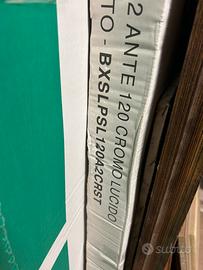 2 ANTE 120 CROMO LUCIDO
TO - BXSLPSL120A2CRST
Subito